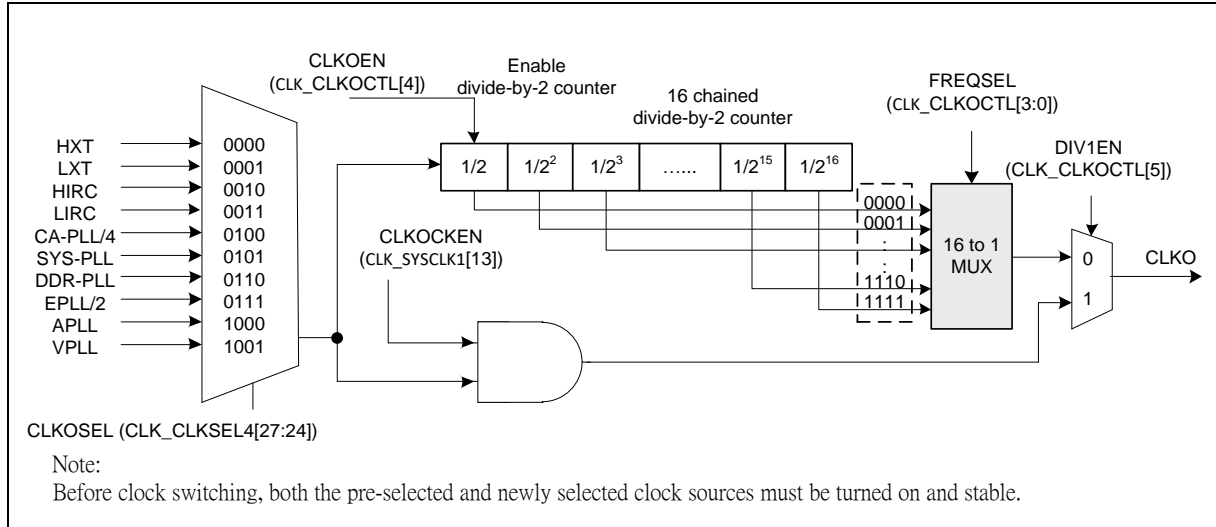 CLKOEN
(CLK_CLKOCTL[4])
Enable
divide-by-2 counter
16 chained
divide-by-2 counter
FREQSEL
(CLK_CLKOCTL[3:0])
DIV1EN
(CLK_CLKOCTL[5])
HXT 0000
LXT 0001
HIRC 0010
LIRC 0011
CA-PLL/4 0100
SYS-PLL 0101
DDR-PLL 0110
EPLL/2 0111
APLL 1000
VPLL 1001
1/2 1/2² 1/2³ ...... 1/2¹⁵ 1/2¹⁶
0000
0001
:
:
1110
1111
16 to 1
MUX
0
1
CLKO
CLKOCKEN
(CLK_SYSCLK1[13])
CLKOSEL (CLK_CLKSEL4[27:24])
Note:
Before clock switching, both the pre-selected and newly selected clock sources must be turned on and stable.